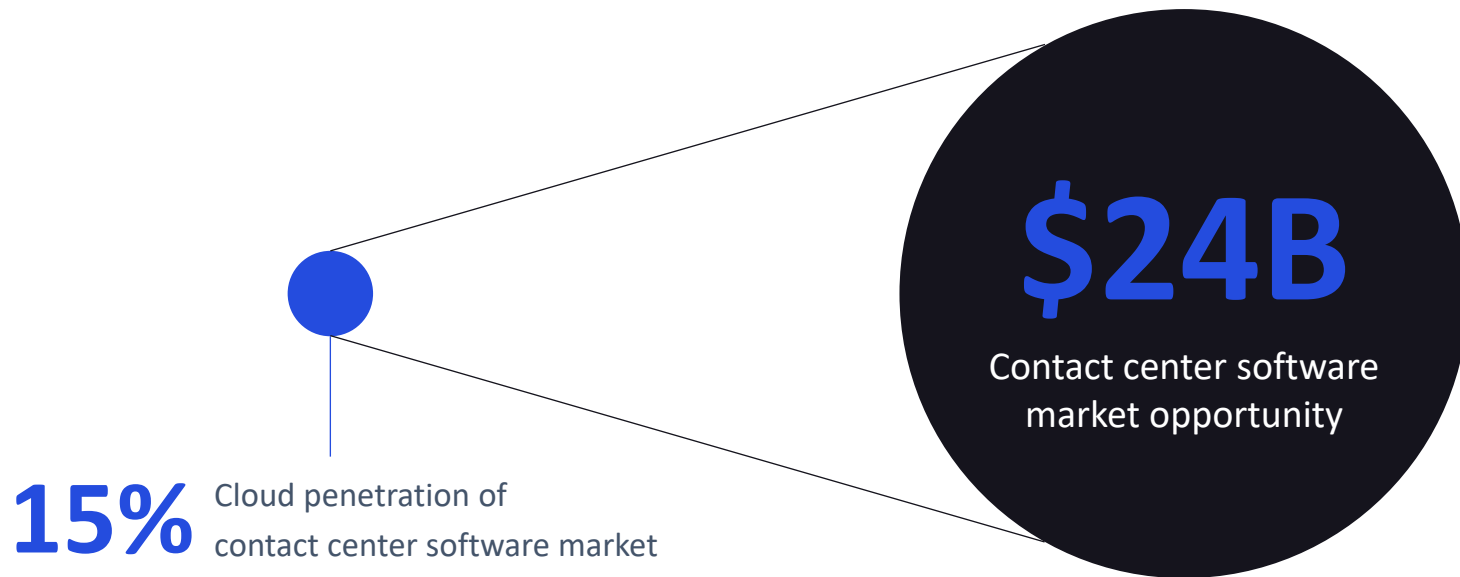 $24B
Contact center software
market opportunity
15%
Cloud penetration of
contact center software market